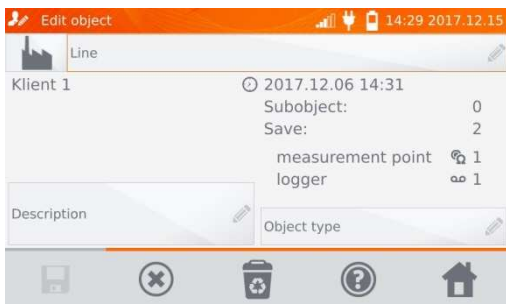 Edit object
14:29 2017.12.15
Line
Klient 1
2017.12.06 14:31
Subobject: 0
Save: 2
measurement point 1
logger 1
Description
Object type